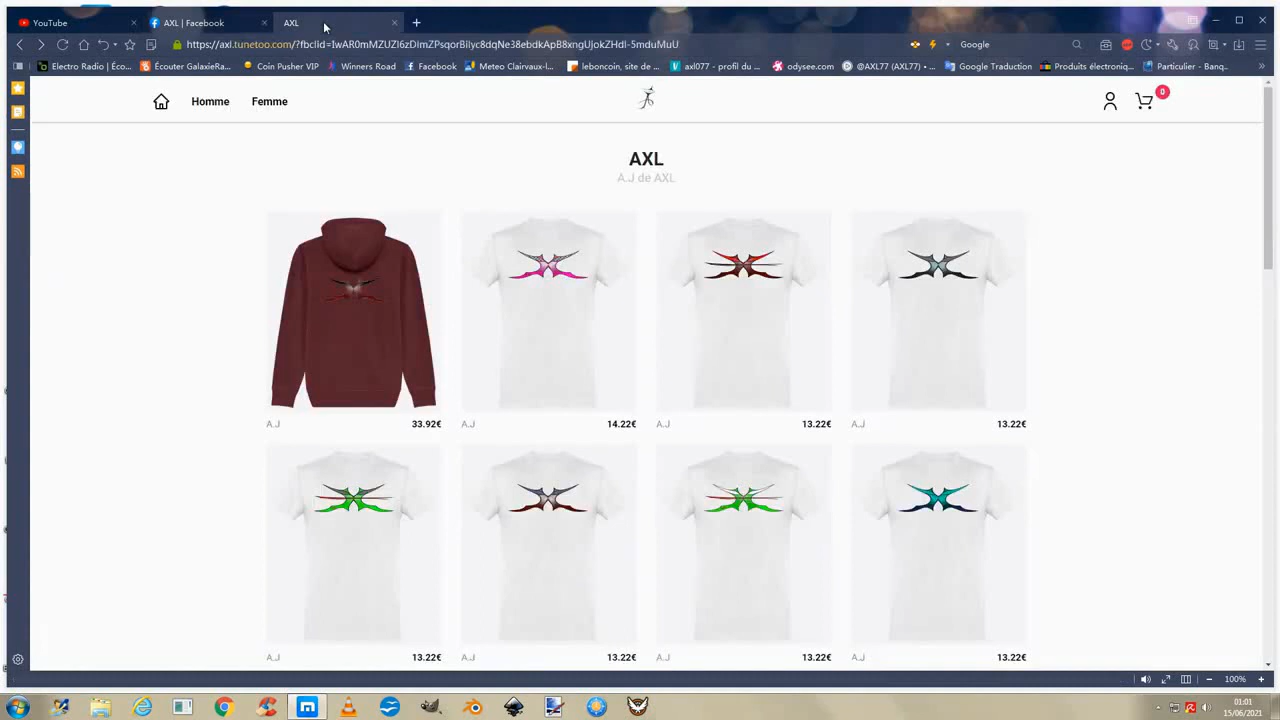 YouTube
AXL | Facebook
AXL
https://axl.tunetoo.com/?fbclid=IwAR0mMZUZl6zDImZPsqorBiIyc8dqNe38ebdkApB8xngUjokZHdl-5mduMuU
Google
Electro Radio | Éco...
Écouter GalaxieRa...
Coin Pusher VIP
Winners Road
Facebook
Meteo Clairvaux-l...
leboncoin, site de ...
axl077 - profil du ...
odysee.com
@AXL77 (AXL77) •...
Google Traduction
Produits électroniq...
Particulier - Banq...
Homme
Femme
0
AXL
A.J de AXL
A.J 33.92€
A.J 14.22€
A.J 13.22€
A.J 13.22€
A.J 13.22€
A.J 13.22€
A.J 13.22€
A.J 13.22€
100%
01:01
15/06/2021